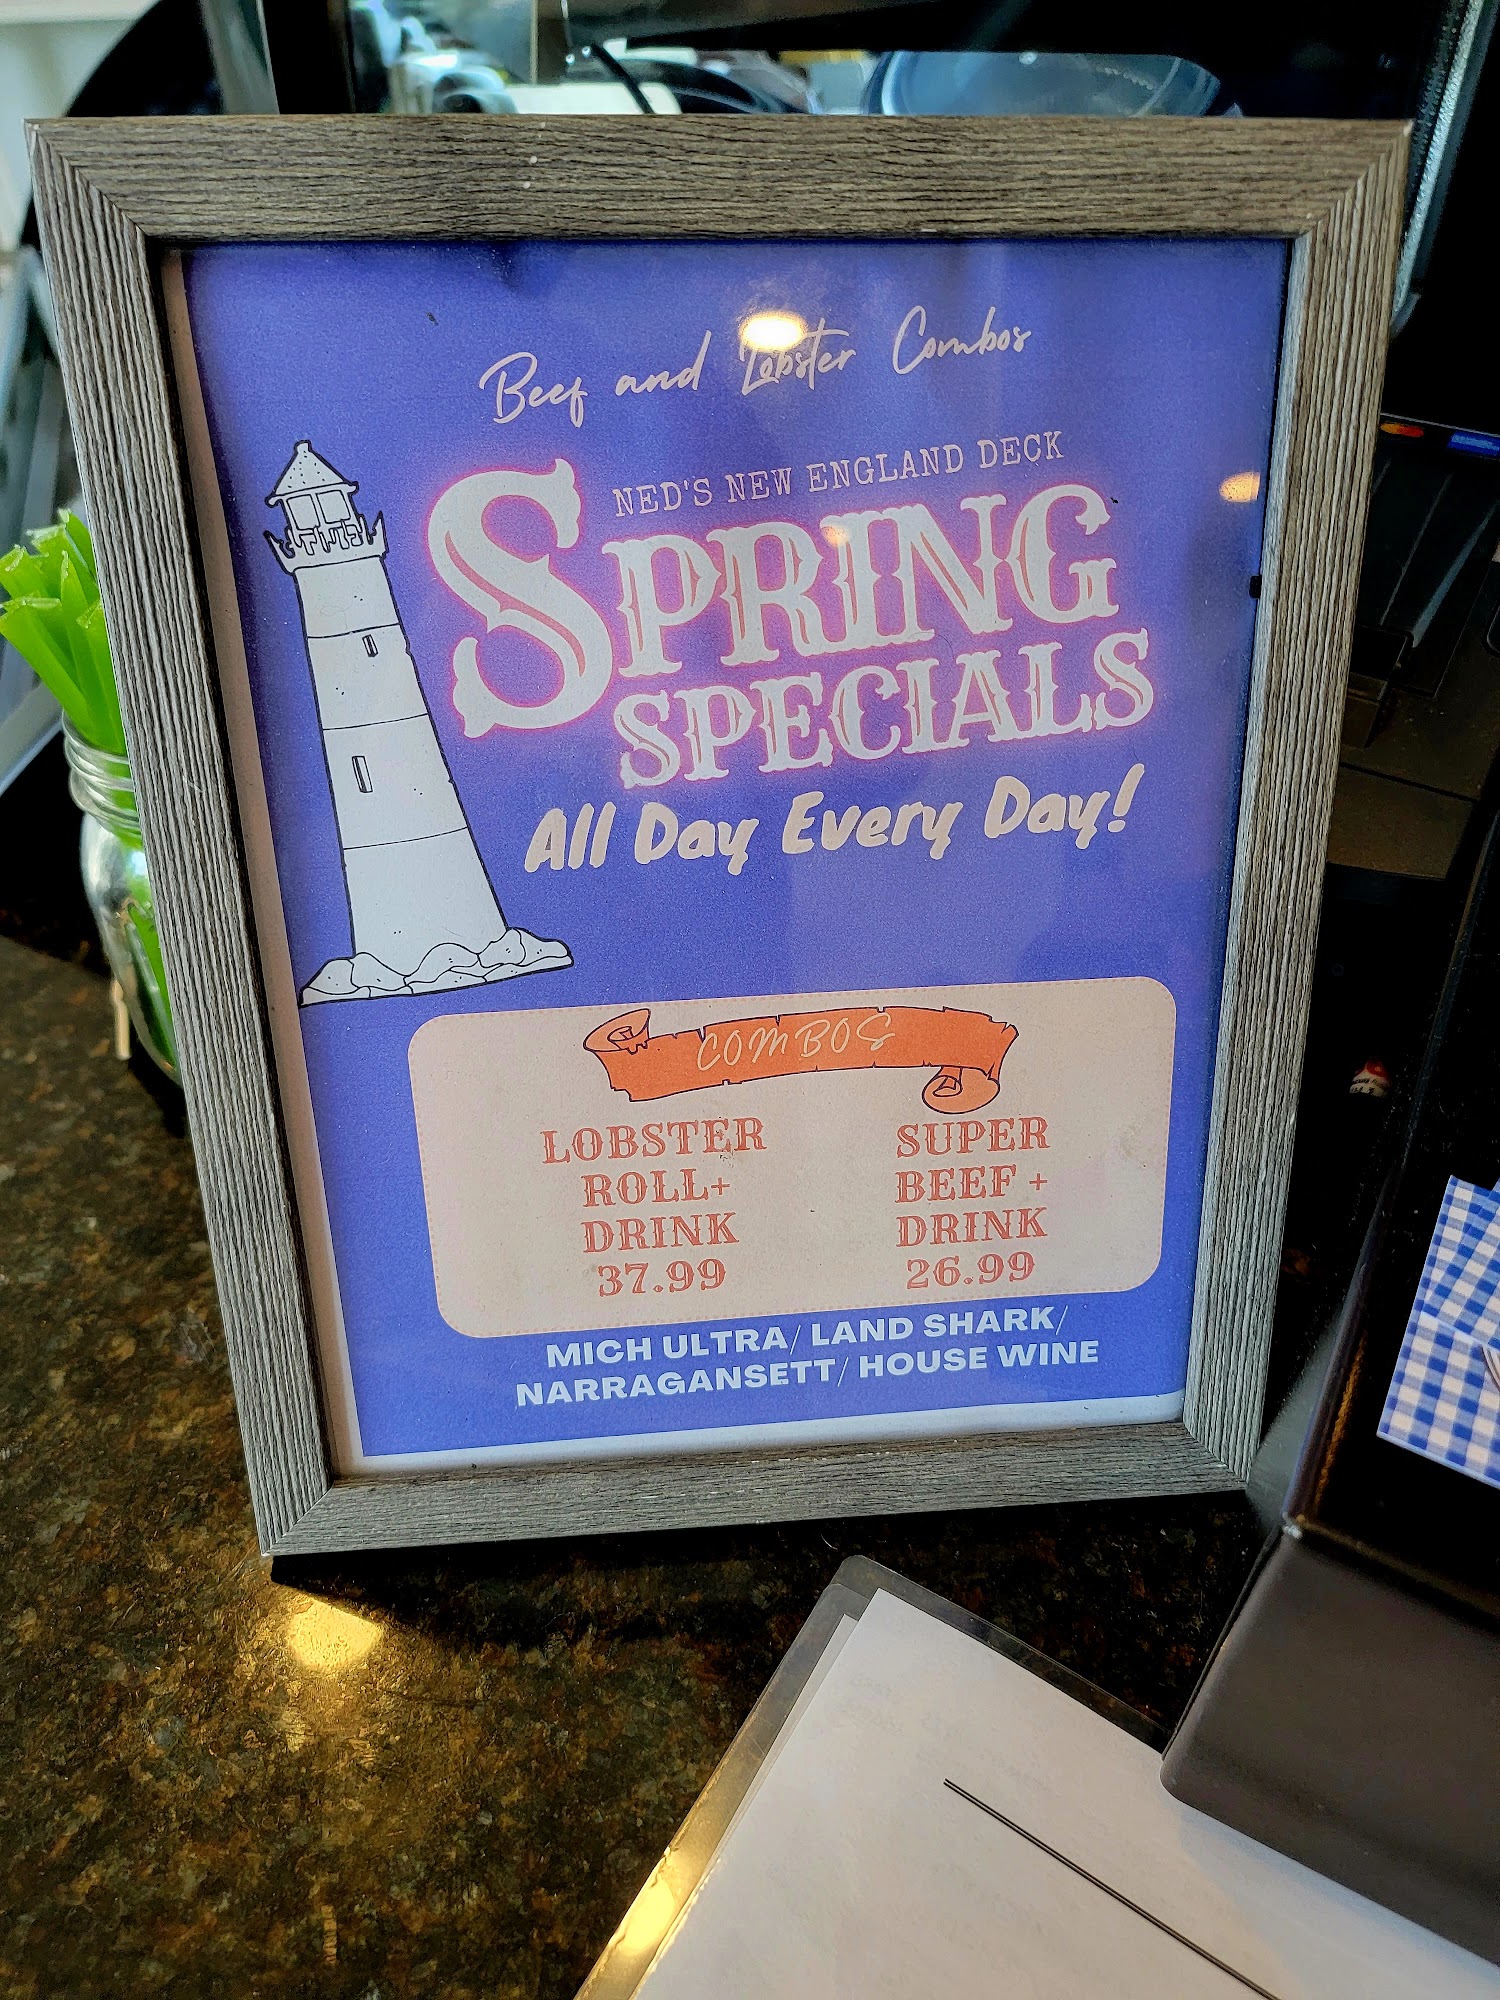 Beef and Lobster Combos
NED'S NEW ENGLAND DECK
SPRING
SPECIALS
All Day Every Day!
COMBOS
LOBSTER
ROLL+
DRINK
37.99
SUPER
BEEF +
DRINK
26.99
MICH ULTRA/ LAND SHARK/
NARRAGANSETT/ HOUSE WINE